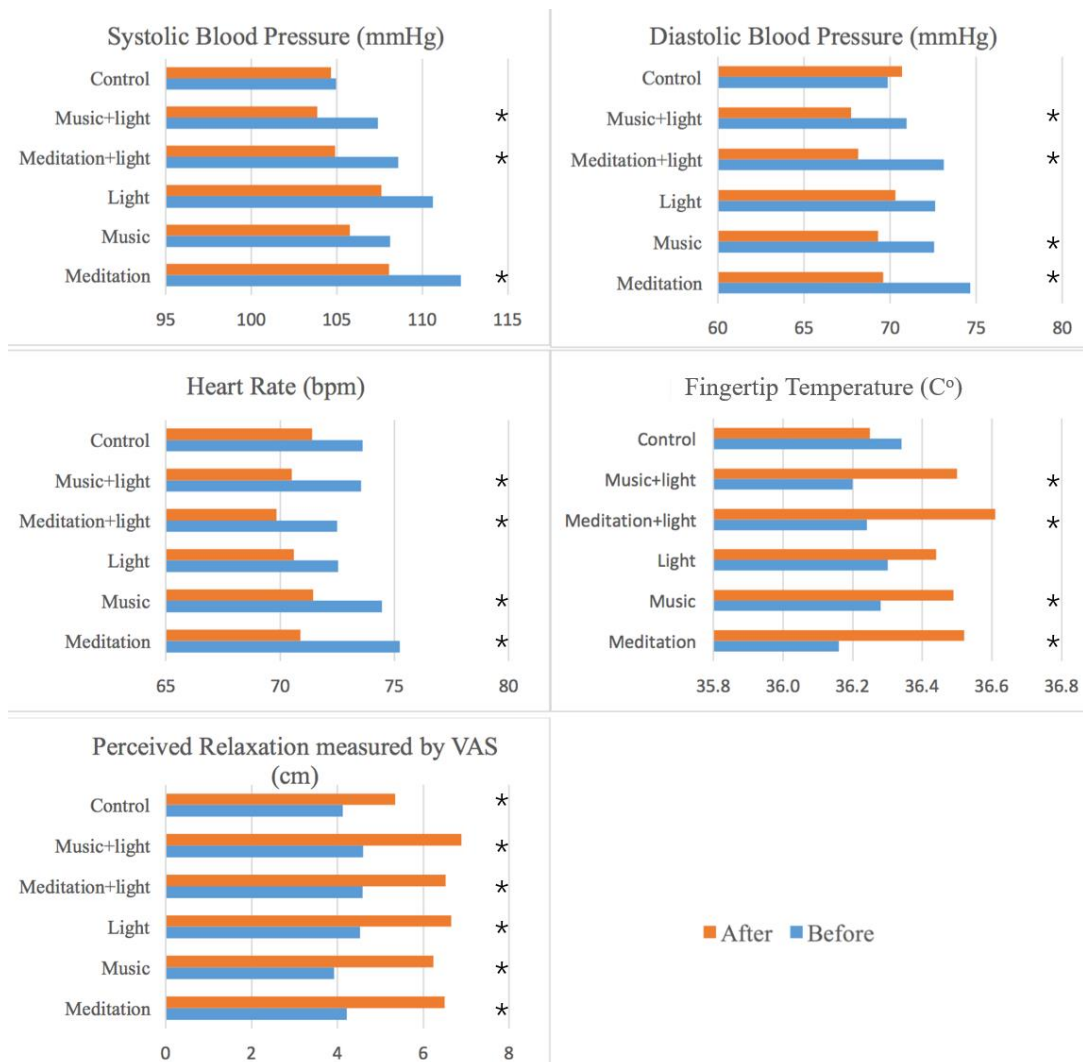 Systolic Blood Pressure (mmHg)
Control
Music+light
*
Meditation+light
*
Light
Music
Meditation
*
95 100 105 110 115
Diastolic Blood Pressure (mmHg)
Control
Music+light
*
Meditation+light
*
Light
Music
*
Meditation
*
60 65 70 75 80
Heart Rate (bpm)
Control
Music+light
*
Meditation+light
*
Light
Music
*
Meditation
*
65 70 75 80
Fingertip Temperature (Cº)
Control
Music+light
*
Meditation+light
*
Light
Music
*
Meditation
*
35.8 36.0 36.2 36.4 36.6 36.8
Perceived Relaxation measured by VAS
(cm)
Control
*
Music+light
*
Meditation+light
*
Light
*
Music
*
Meditation
*
0 2 4 6 8
After Before